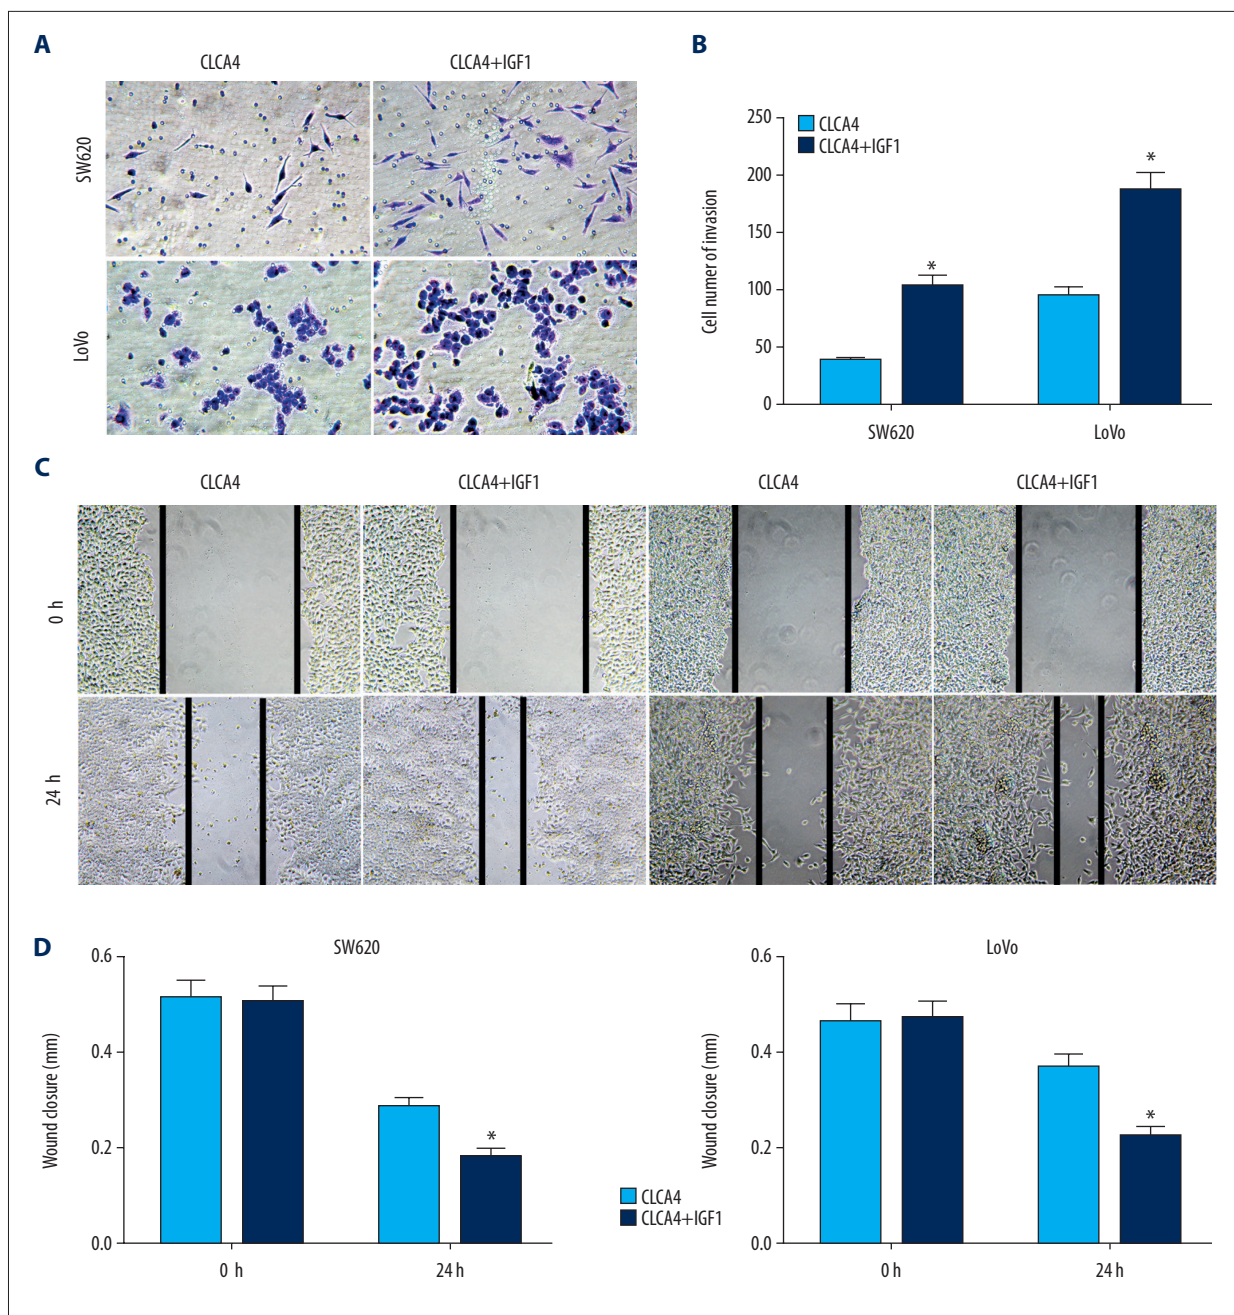 A
CLCA4
CLCA4+IGF1
SW620
LoVo
B
250
200
150
100
50
0
Cell numer of invasion
CLCA4
CLCA4+IGF1
*
*
SW620
LoVo
C
CLCA4
CLCA4+IGF1
CLCA4
CLCA4+IGF1
0 h
24 h
D
SW620
0.6
0.4
0.2
0.0
Wound closure (mm)
*
0 h
24 h
CLCA4
CLCA4+IGF1
LoVo
0.6
0.4
0.2
0.0
Wound closure (mm)
*
0 h
24 h